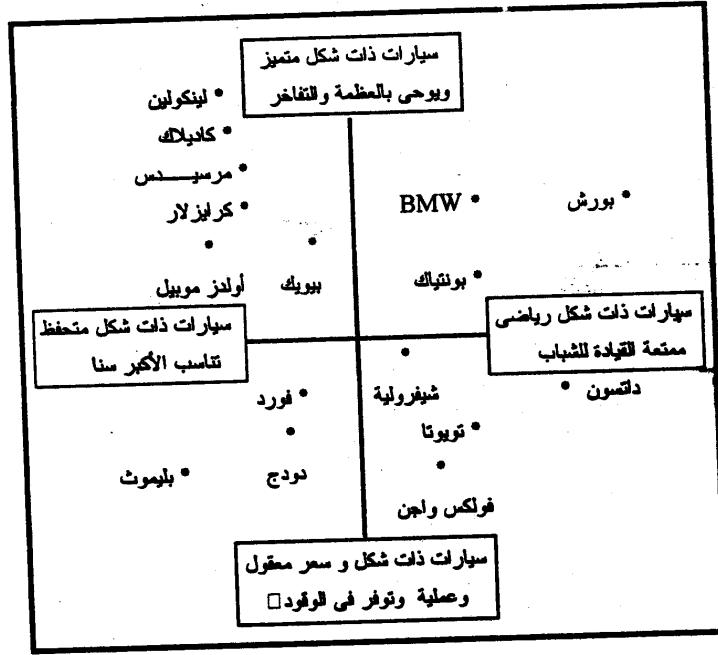 سيارات ذات شكل متميز
ويوحى بالعظمة والتفاخر
لينكولين
كاديلاك
مرسيــــدس
كرايزلار
أولدز موبيل
بيويك
BMW
بورش
بونتياك
سيارات ذات شكل رياضى
ممتعة القيادة للشباب
سيارات ذات شكل متحفظ
تناسب الأكبر سنا
شيفرولية
داتسون
فورد
تويوتا
دودج
بليموث
فولكس واجن
سيارات ذات شكل و سعر معقول
وعملية وتوفر فى الوقود